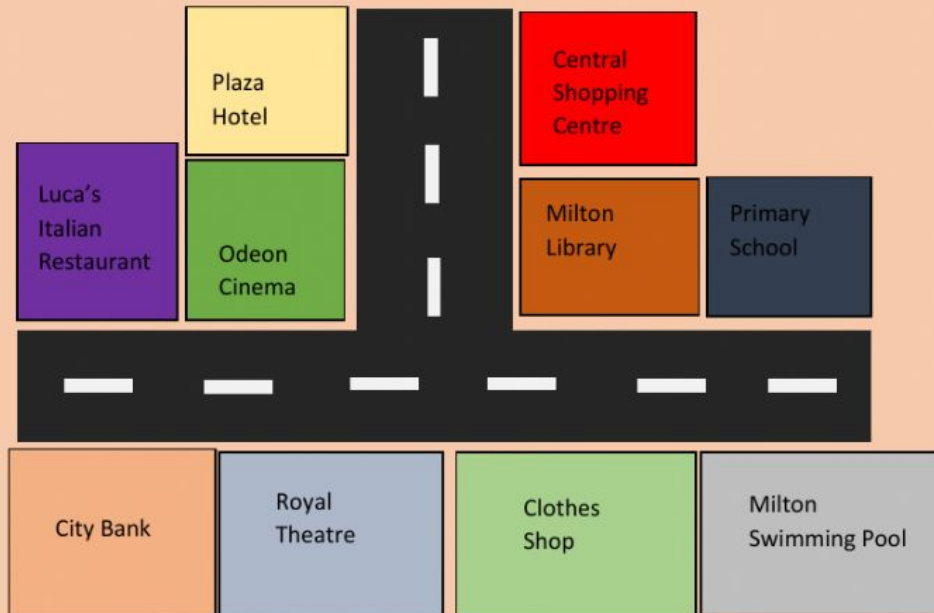 Plaza
Hotel
Central
Shopping
Centre
Luca's
Italian
Restaurant
Odeon
Cinema
Milton
Library
Primary
School
City Bank
Royal
Theatre
Clothes
Shop
Milton
Swimming Pool